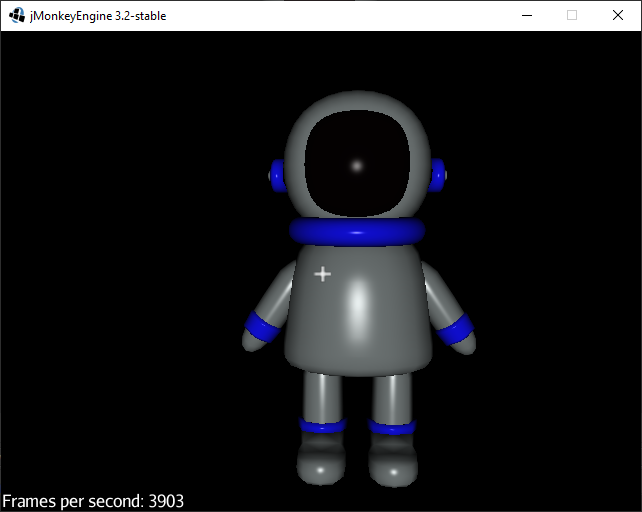 jMonkeyEngine 3.2-stable
Frames per second: 3903